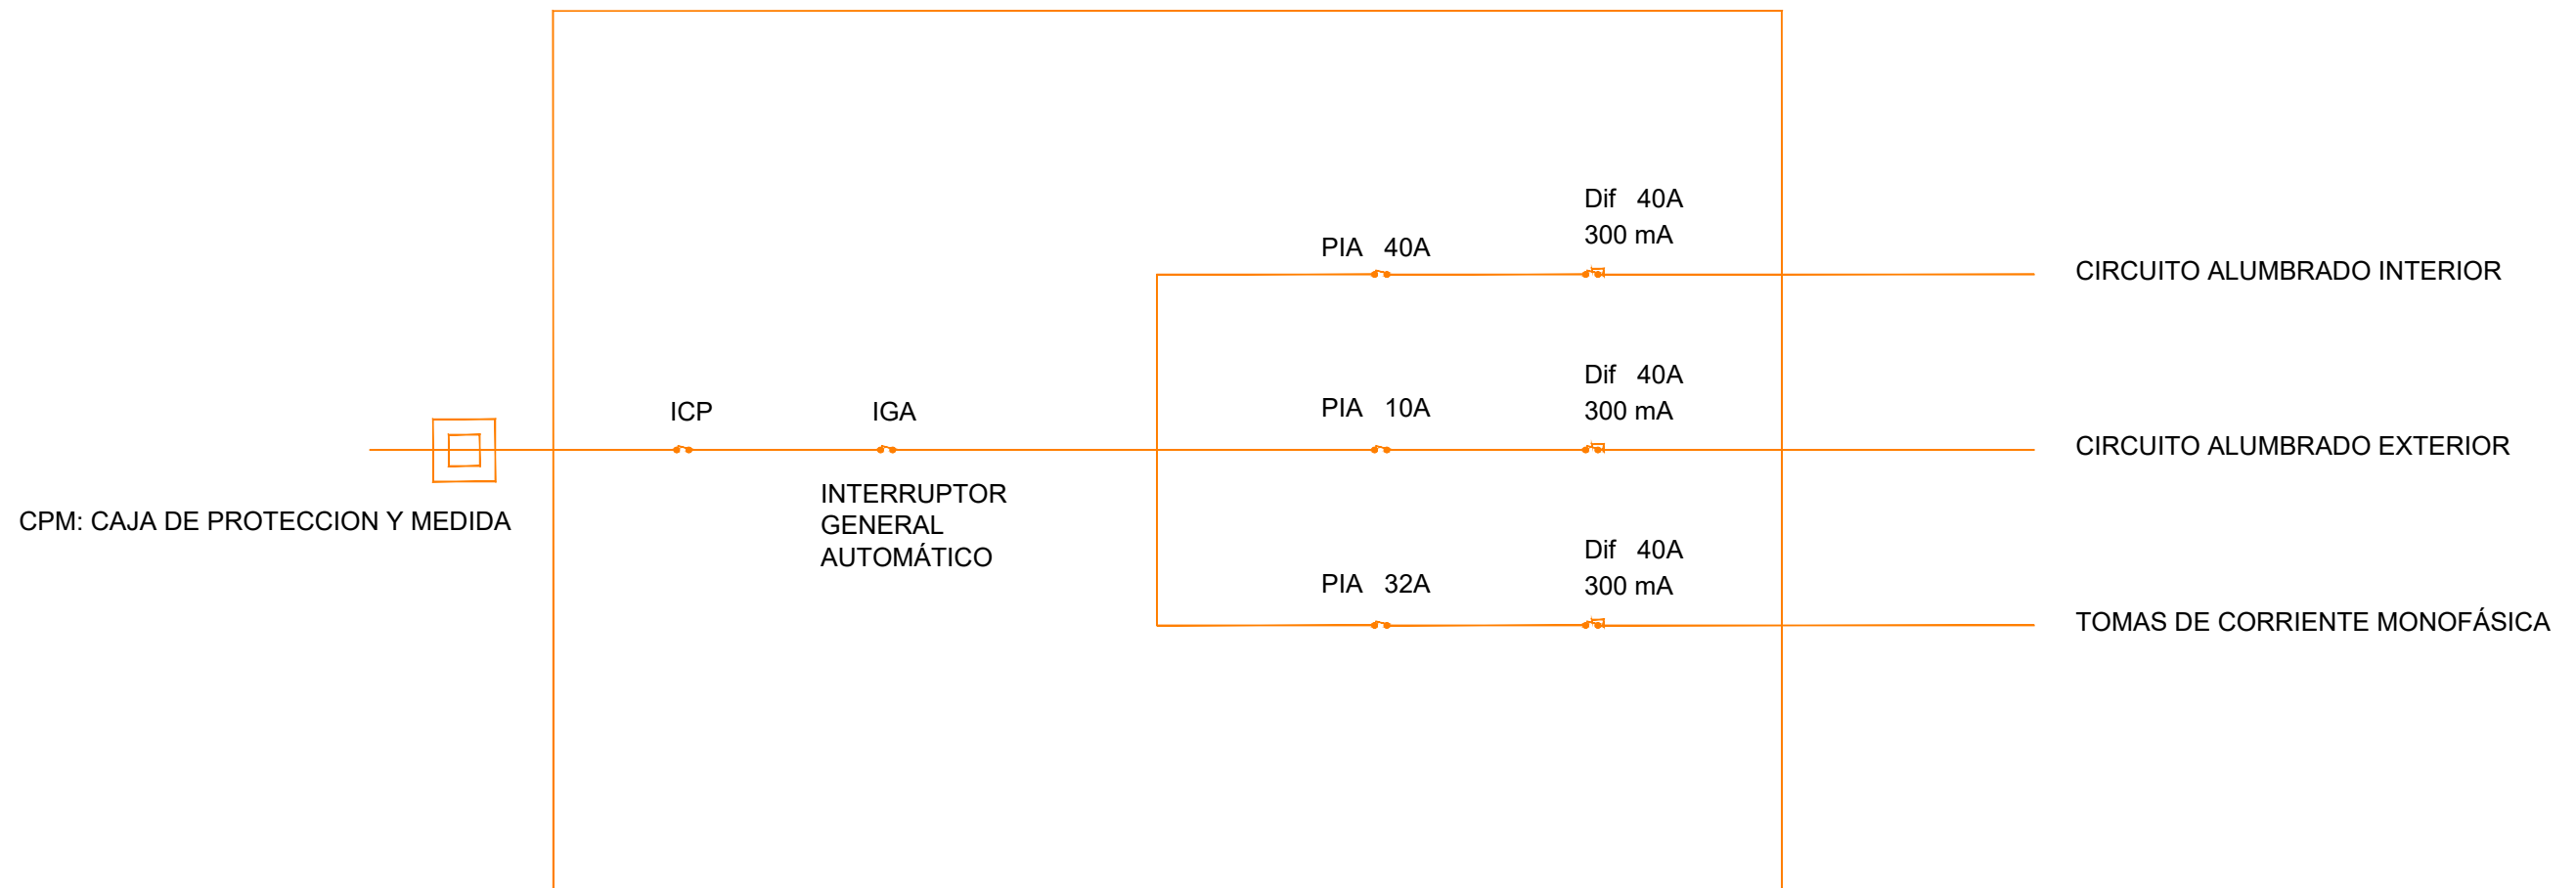 Dif 40A
300 mA
PIA 40A
CIRCUITO ALUMBRADO INTERIOR
Dif 40A
300 mA
PIA 10A
ICP
IGA
CIRCUITO ALUMBRADO EXTERIOR
INTERRUPTOR
GENERAL
AUTOMÁTICO
CPM: CAJA DE PROTECCION Y MEDIDA
Dif 40A
300 mA
PIA 32A
TOMAS DE CORRIENTE MONOFÁSICA